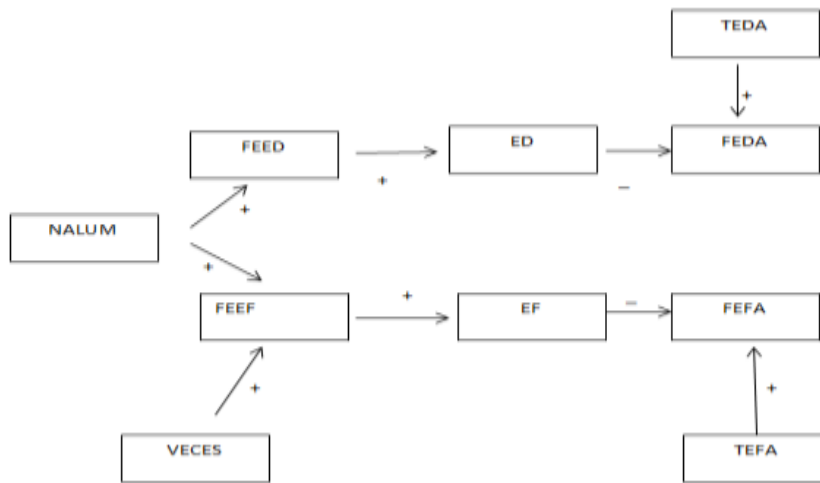 TEDA
+
FEED
ED
FEDA
+
−
+
NALUM
+
FEEF
+
EF
−
FEFA
+
+
VECES
TEFA